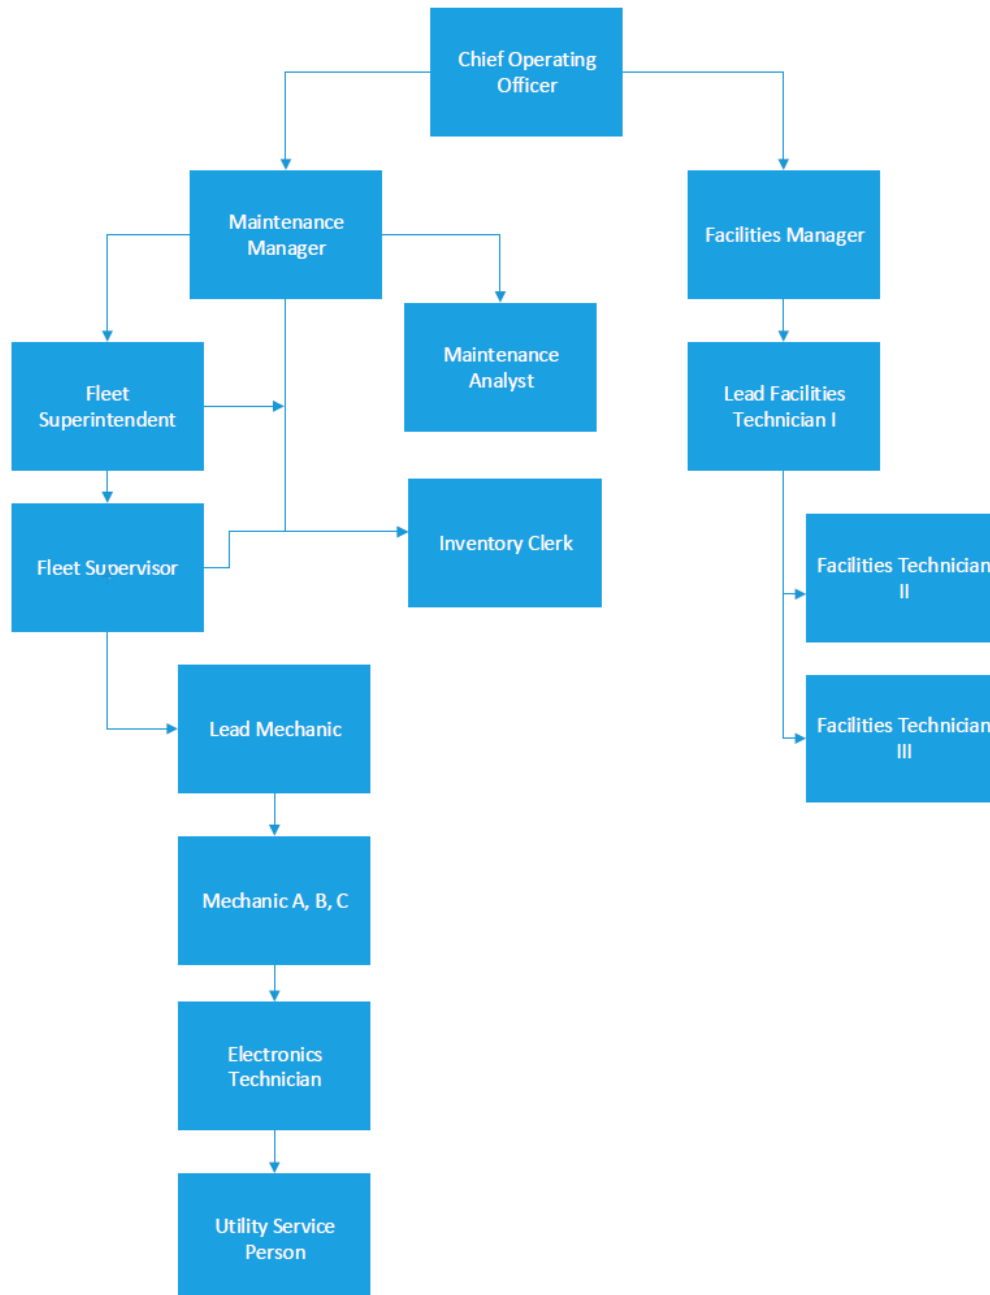 Chief Operating
Officer
Maintenance
Manager
Facilities Manager
Maintenance
Analyst
Fleet
Superintendent
Lead Facilities
Technician I
Inventory Clerk
Fleet Supervisor
Facilities Technician
II
Lead Mechanic
Facilities Technician
III
Mechanic A, B, C
Electronics
Technician
Utility Service
Person